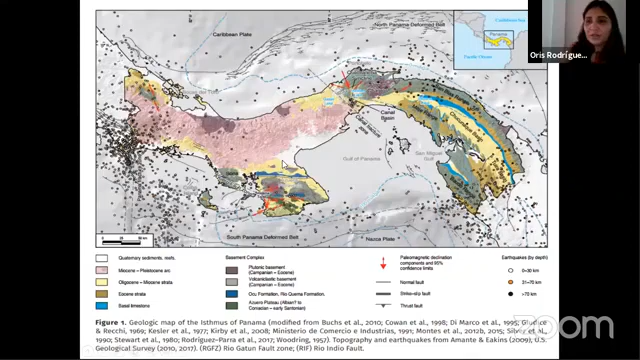 North Panama Deformed Belt
Caribbean Plate
Caribbean Sea
Panama
Pacific Ocean
Oris Rodrígue...
Canal
Basin
Gulf of Panama
San Miguel
Gulf
South Panama Deformed Belt
Nazca Plate
Quaternary sediments, reefs.
Miocene – Pleistocene arc
Oligocene – Miocene strata
Eocene strata
Basal limestone
Basement Complex
Plutonic basement
(Campanian – Eocene)
Volcaniclastic basement
(Campanian – Eocene)
Ocu Formation, Rio Quema Formation.
Azuero Plateau (Albian? to
Coniacian – early Santonian)
Paleomagnetic declination
components and 95%
confidence limits
Normal fault
Strike-slip fault
Thrust fault
Earthquakes (by depth)
0–30 km
31–70 km
>70 km
Figure 1. Geologic map of the Isthmus of Panama (modified from Buchs et al., 2010; Cowan et al., 1998; Di Marco et al., 1995; Giudice
& Recchi, 1969; Kesler et al., 1977; Kirby et al., 2008; Ministerio de Comercio e Industrias, 1991; Montes et al., 2012b, 2015; Silver et al.,
1990; Stewart et al., 1980; Rodríguez-Parra et al., 2017; Woodring, 1957). Topography and earthquakes from Amante & Eakins (2009); U.S.
Geological Survey (2010, 2017). (RGFZ) Rio Gatun Fault zone; (RIF) Rio Indio Fault.
zoom